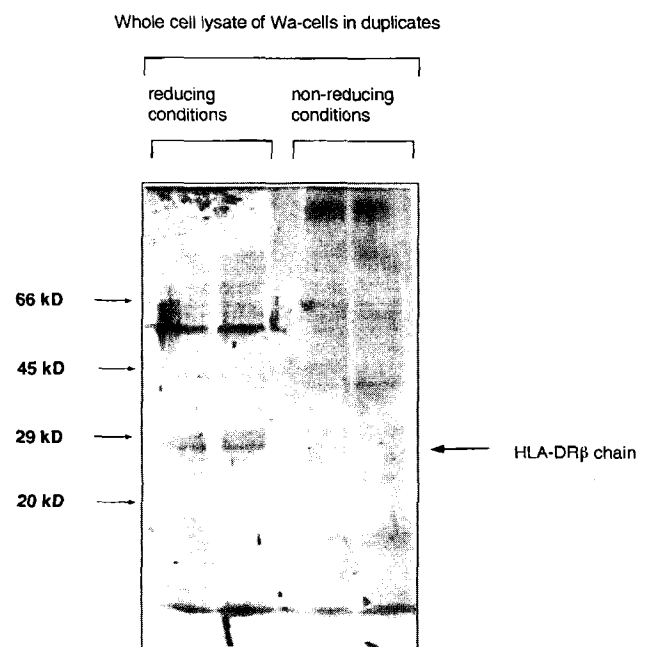 Whole cell lysate of Wa-cells in duplicates
reducing
conditions
non-reducing
conditions
66 kD
45 kD
29 kD
20 kD
HLA-DRβ chain